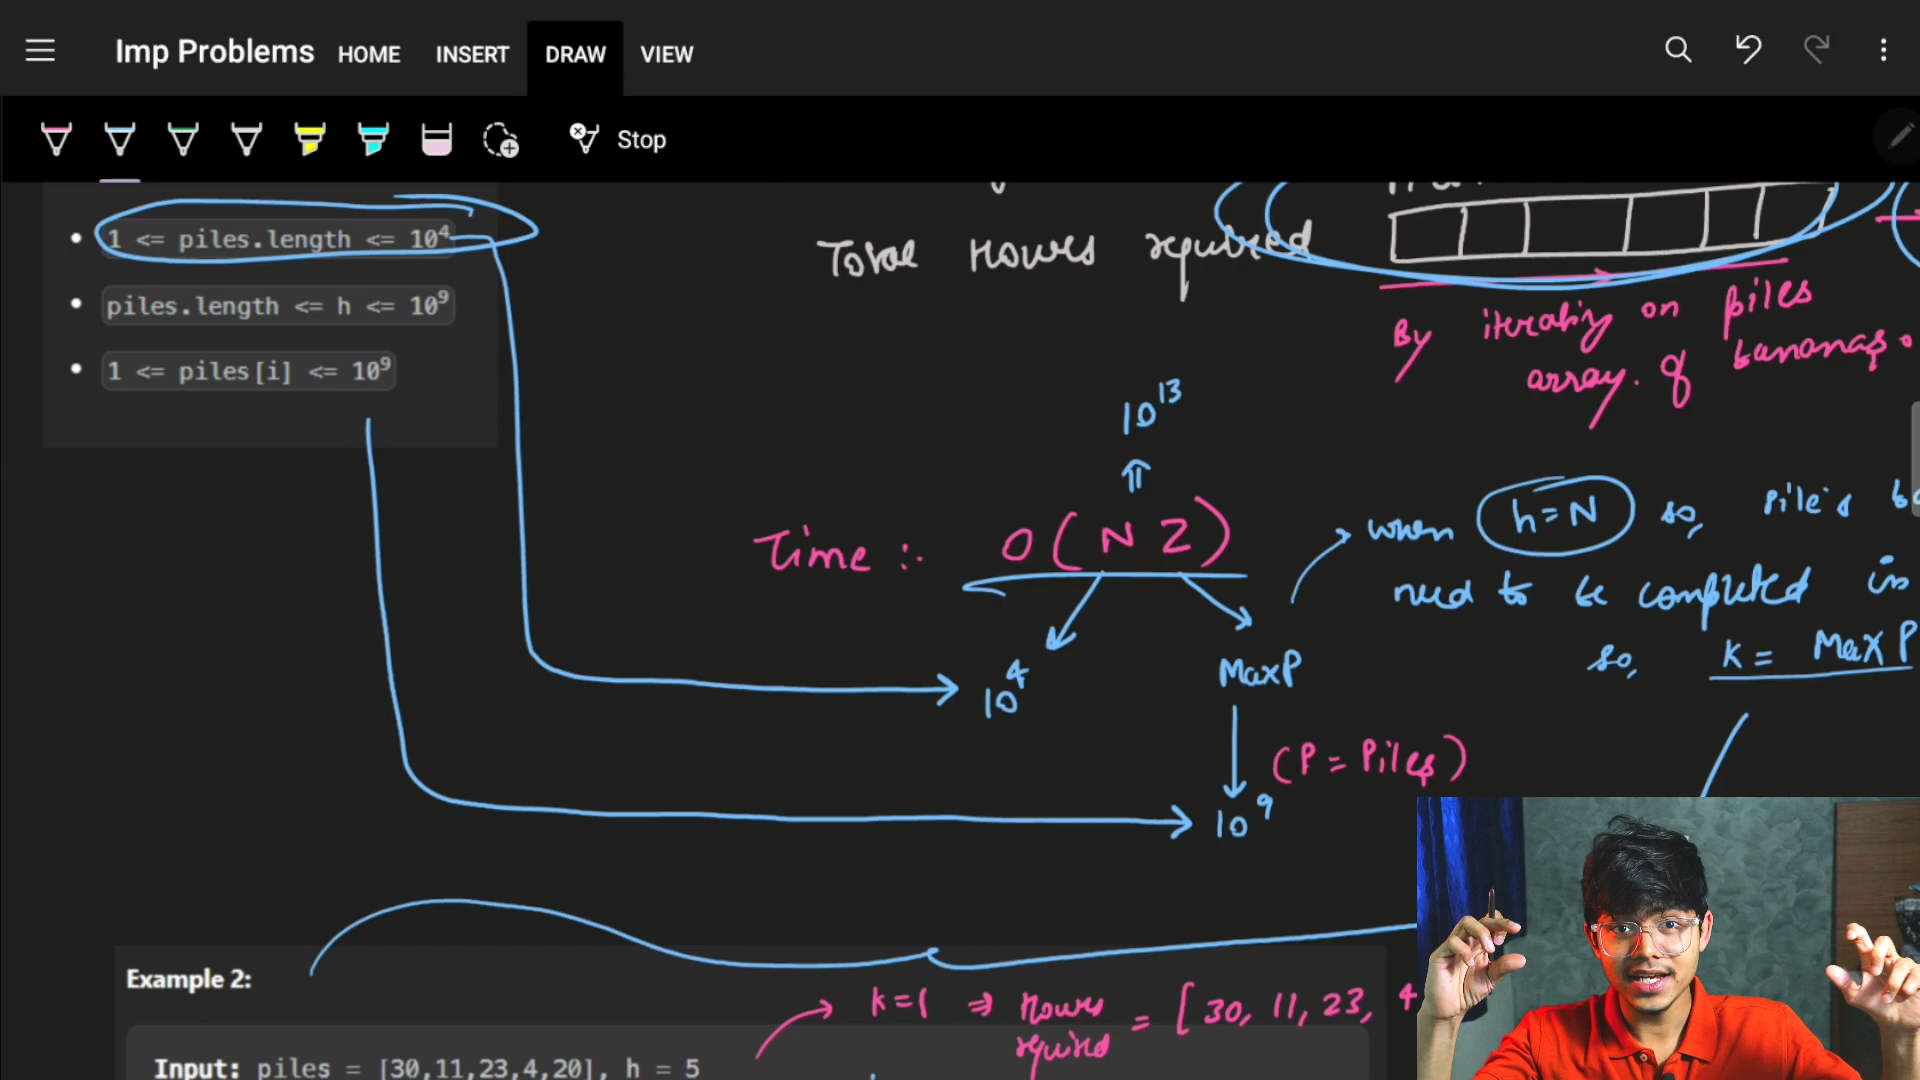 Imp Problems HOME INSERT DRAW VIEW
Stop
1 <= piles.length <= 10⁴
piles.length <= h <= 10⁹
1 <= piles[i] <= 10⁹
Total Hours required
By iterating on piles
array. of bananas.
10¹³
Time :- O(NZ)
when h=N so, Pile's
need to be completed in
so, K = MaxP
10⁴
MaxP
(P = Piles)
10⁹
Example 2:
K=1 ⇒ Hours required = [30, 11, 23, 4
Input: piles = [30,11,23,4,20], h = 5